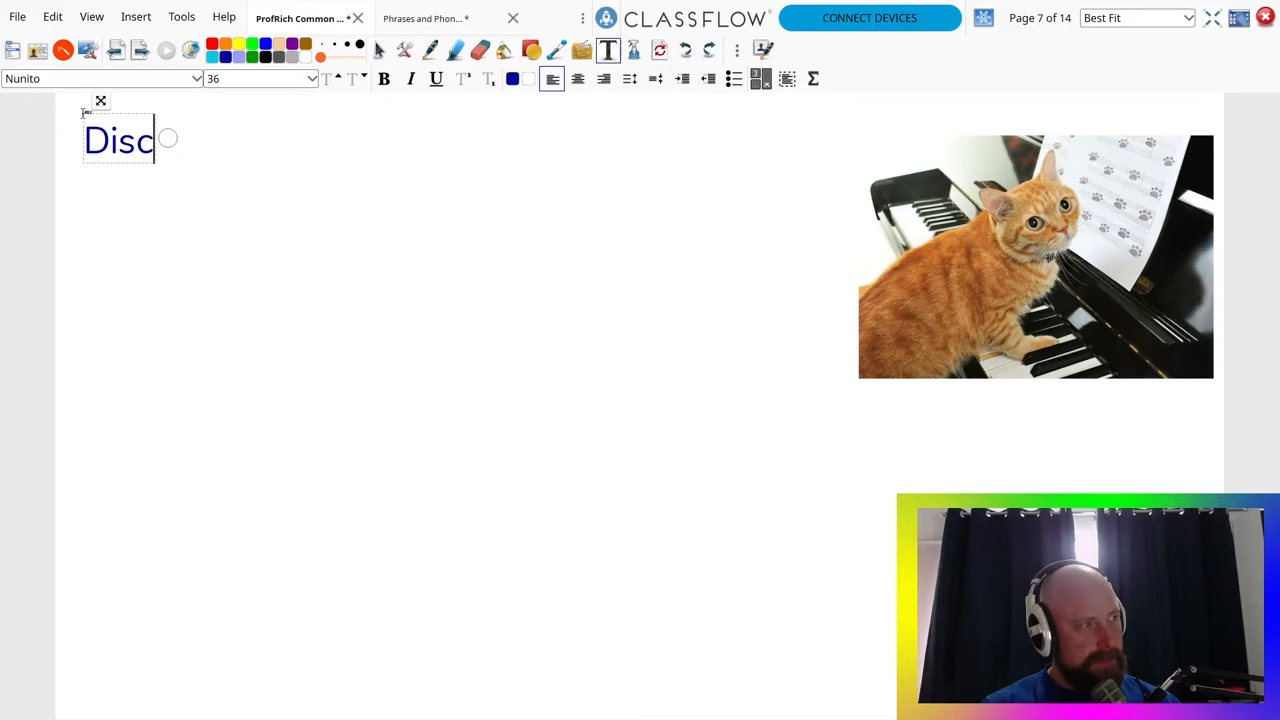 File Edit View Insert Tools Help ProfRich Common ... * Phrases and Phon... * CLASSFLOW CONNECT DEVICES Page 7 of 14 Best Fit
Nunito 36 B I U
Disc